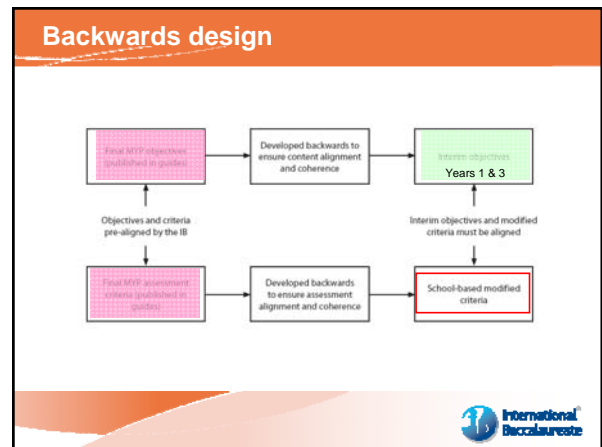 Backwards design
Final MYP objectives
(published in guides)
Developed backwards to
ensure content alignment
and coherence
Interim objectives
Years 1 & 3
Objectives and criteria
pre-aligned by the IB
Interim objectives and modified
criteria must be aligned
Final MYP assessment
criteria (published in
guides)
Developed backwards
to ensure assessment
alignment and coherence
School-based modified
criteria
International
Baccalaureate